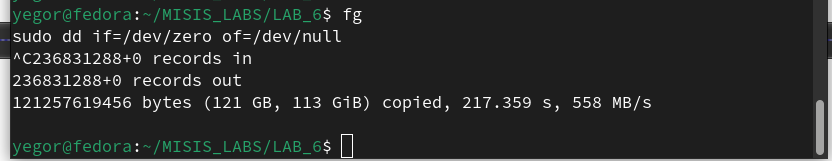 yegor@fedora:~/MISIS_LABS/LAB_6$ fg
sudo dd if=/dev/zero of=/dev/null
^C236831288+0 records in
236831288+0 records out
121257619456 bytes (121 GB, 113 GiB) copied, 217.359 s, 558 MB/s
yegor@fedora:~/MISIS_LABS/LAB_6$